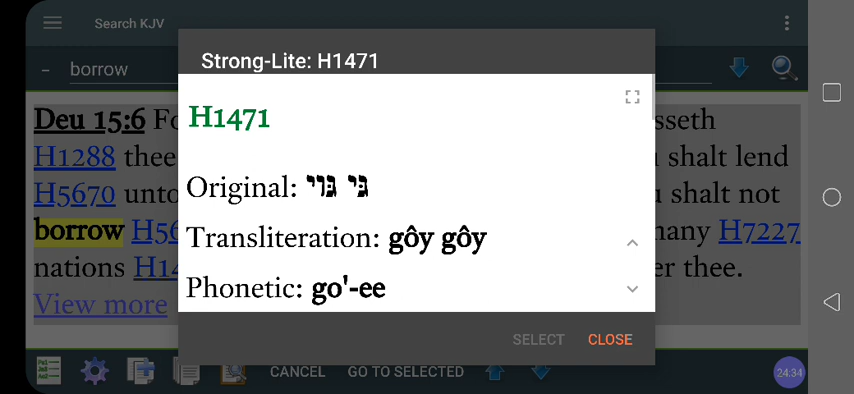 Search KJV
- borrow
Strong-Lite: H1471
H1471
Original: גּי גּוי
Transliteration: gôy gôy
Phonetic: go'-ee
SELECT CLOSE
Deu 15:6 Fo sseth
H1288 thee shalt lend
H5670 unto shalt not
borrow H56 many H7227
nations H14 er thee.
View more
CANCEL GO TO SELECTED
24:34